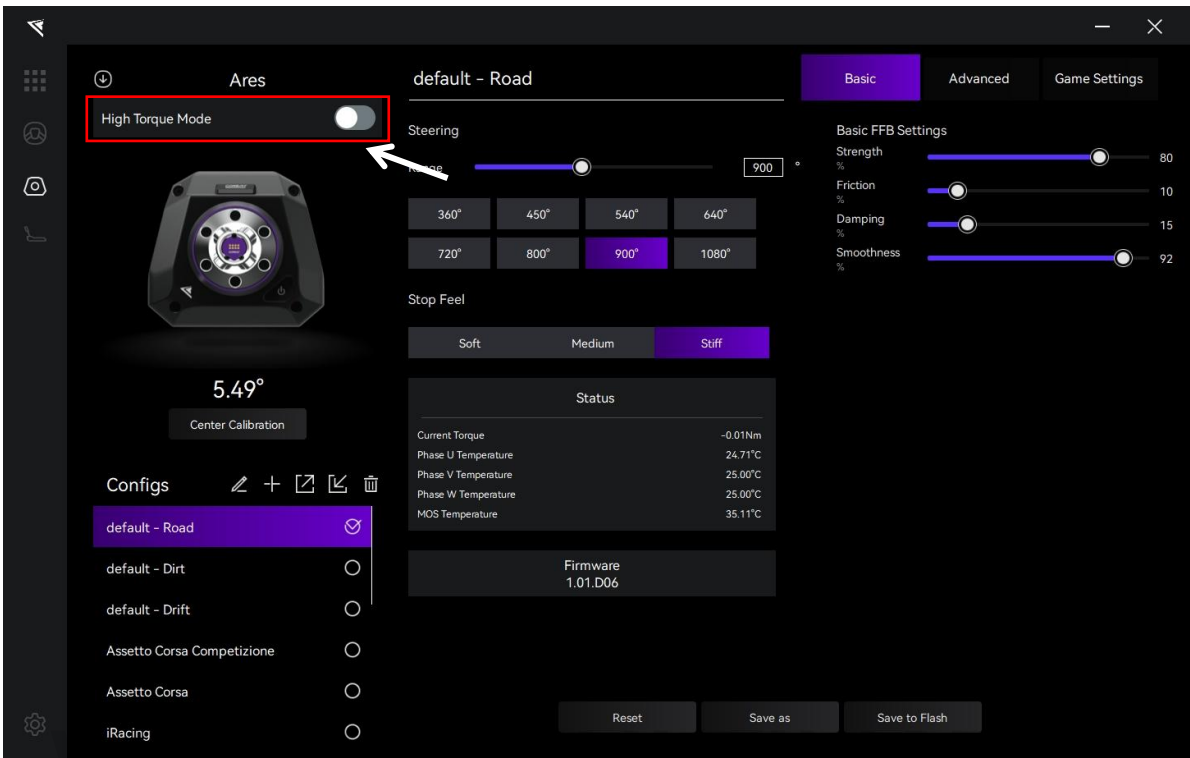 Ares
High Torque Mode
5.49°
Center Calibration
Configs
default - Road
default - Dirt
default - Drift
Assetto Corsa Competizione
Assetto Corsa
iRacing
default - Road
Steering
Range 900 °
360° 450° 540° 640°
720° 800° 900° 1080°
Stop Feel
Soft Medium Stiff
Status
Current Torque -0.01Nm
Phase U Temperature 24.71°C
Phase V Temperature 25.00°C
Phase W Temperature 25.00°C
MOS Temperature 35.11°C
Firmware
1.01.D06
Basic Advanced Game Settings
Basic FFB Settings
Strength
% 80
Friction
% 10
Damping
% 15
Smoothness
% 92
Reset Save as Save to Flash